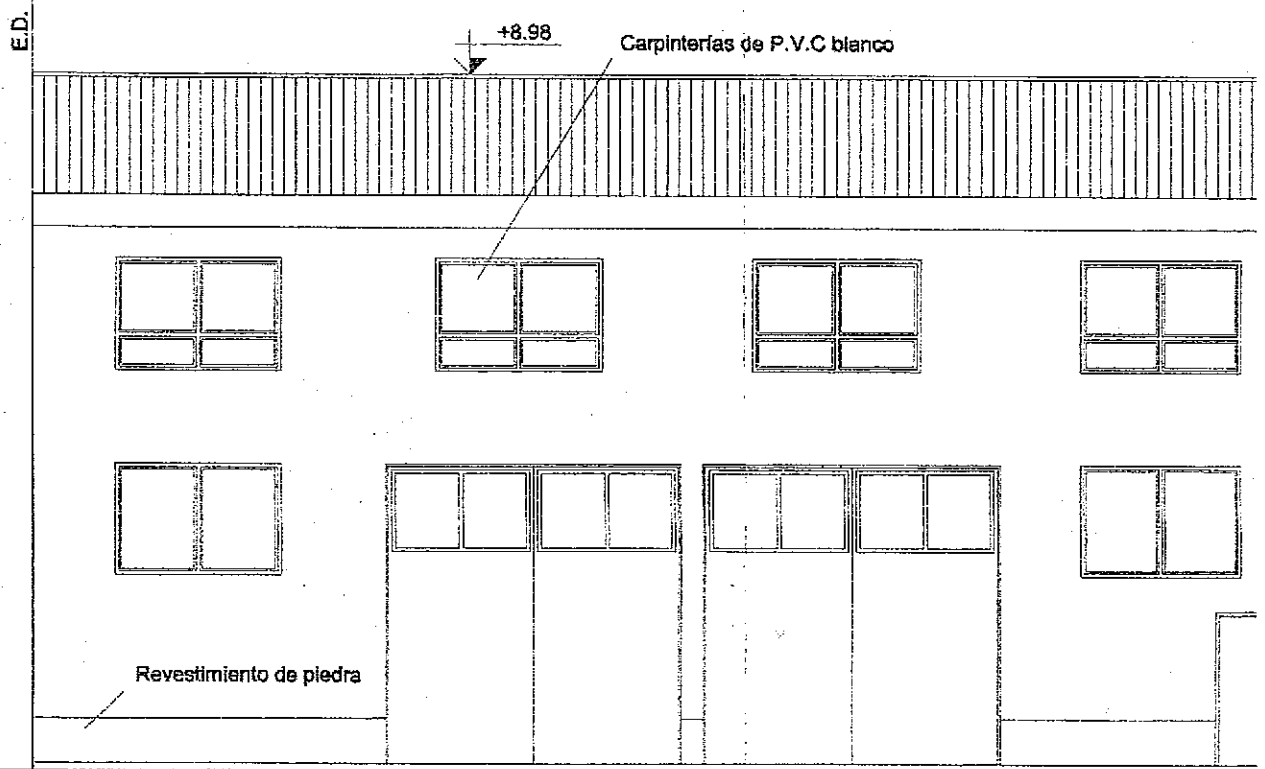 E.D.
+8.98
Carpinterías de P.V.C blanco
Revestimiento de piedra